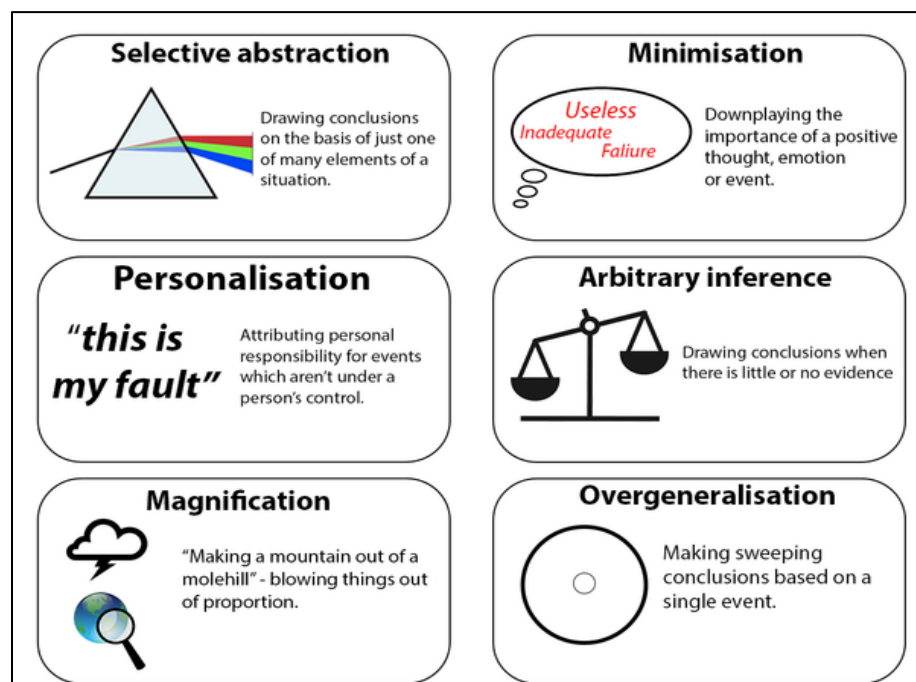 Selective abstraction
Drawing conclusions
on the basis of just one
of many elements of a
situation.
Minimisation
Useless
Inadequate
Faliure
Downplaying the
importance of a positive
thought, emotion
or event.
Personalisation
"this is
my fault"
Attributing personal
responsibility for events
which aren't under a
person's control.
Arbitrary inference
Drawing conclusions when
there is little or no evidence
Magnification
"Making a mountain out of a
molehill" - blowing things out
of proportion.
Overgeneralisation
Making sweeping
conclusions based on a
single event.